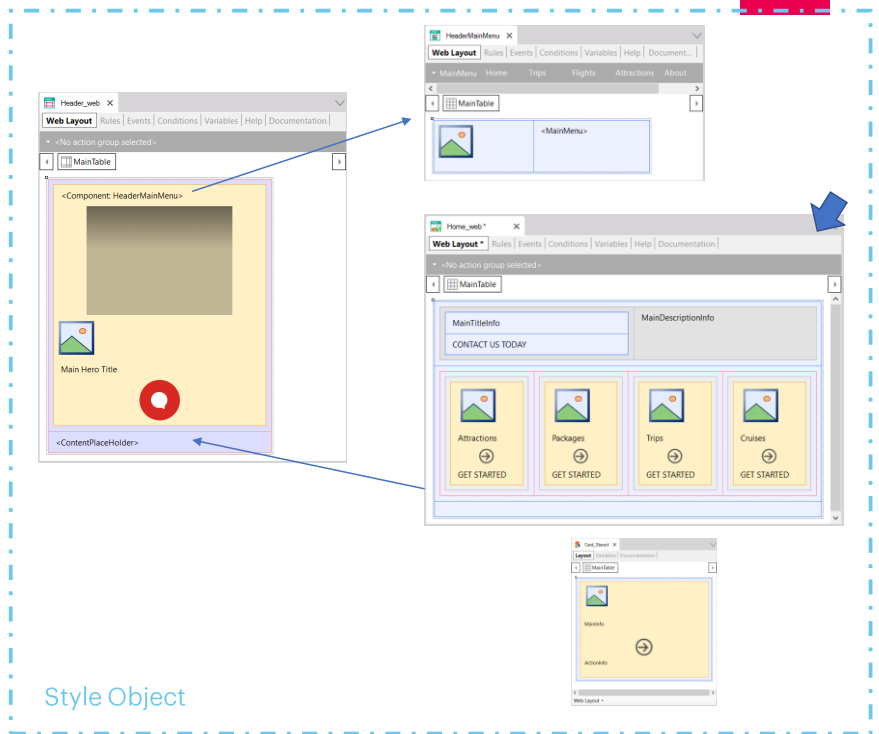 HeaderMainMenu X
Web Layout Rules Events Conditions Variables Help Document...
MainMenu Home Trips Flights Attractions About
MainTable
<MainMenu>
Header_web X
Web Layout Rules Events Conditions Variables Help Documentation
<No action group selected>
MainTable
<Component: HeaderMainMenu>
Main Hero Title
<ContentPlaceHolder>
Home_web * X
Web Layout * Rules Events Conditions Variables Help Documentation
<No action group selected>
MainTable
MainTitleInfo
MainDescriptionInfo
CONTACT US TODAY
Attractions Packages Trips Cruises
GET STARTED GET STARTED GET STARTED GET STARTED
Card_Stencil X
Layout Variables Documentation
MainTable
MainInfo
ActionInfo
Web Layout
Style Object